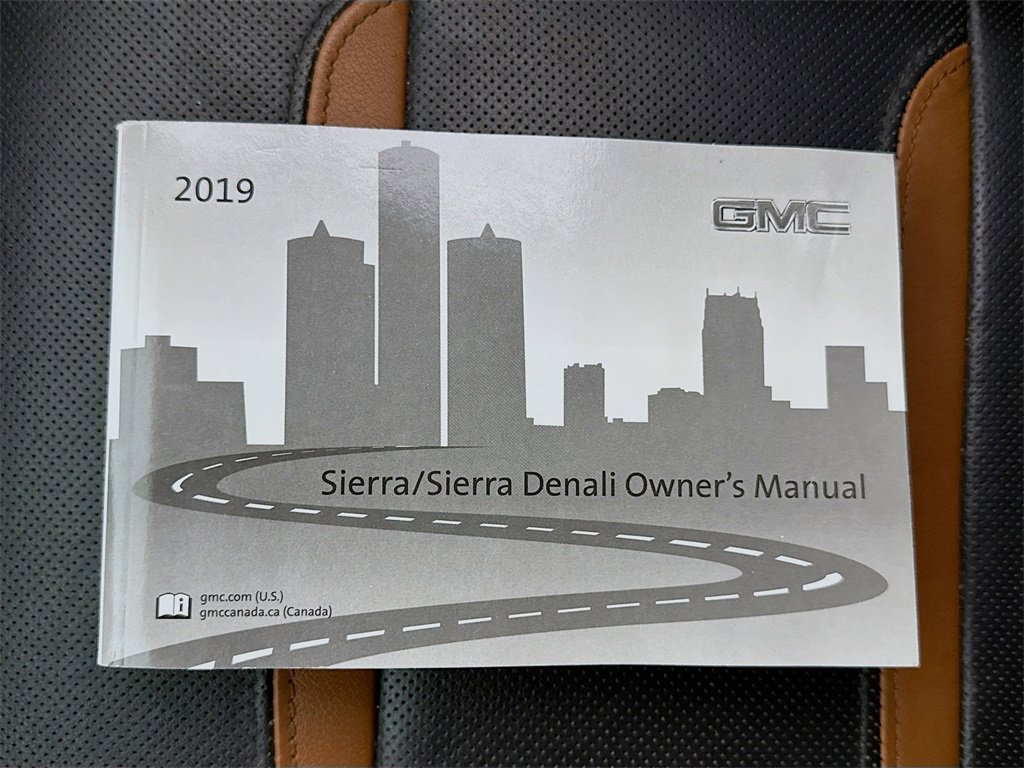 2019
GMC
Sierra/Sierra Denali Owner's Manual
gmc.com (U.S.)
gmccanada.ca (Canada)